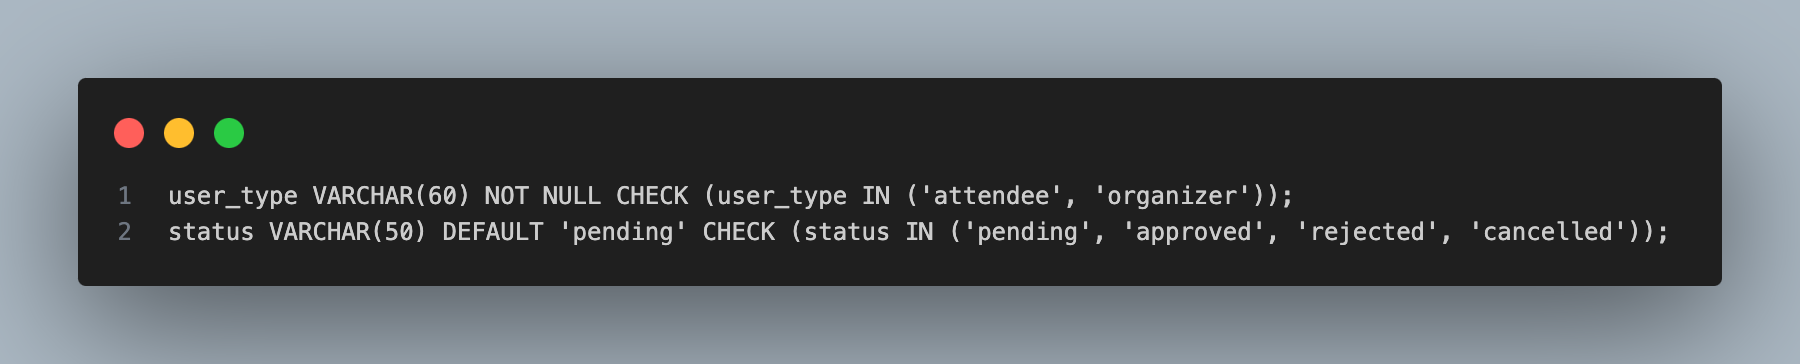 1 user_type VARCHAR(60) NOT NULL CHECK (user_type IN ('attendee', 'organizer'));
2 status VARCHAR(50) DEFAULT 'pending' CHECK (status IN ('pending', 'approved', 'rejected', 'cancelled'));